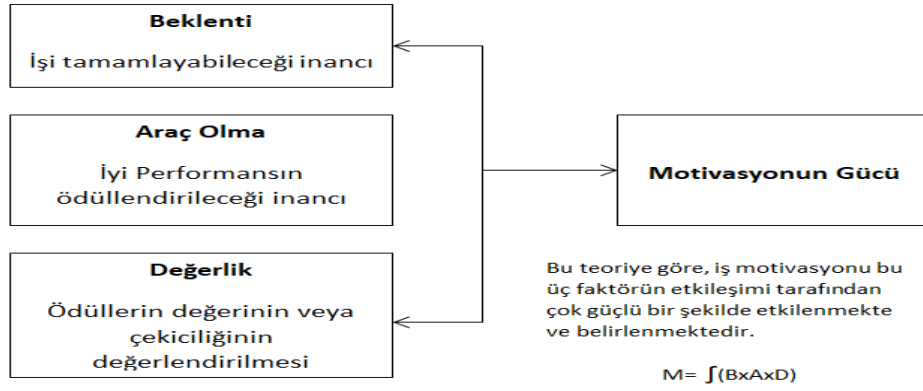 Beklenti
İşi tamamlayabileceği inancı
Araç Olma
İyi Performansın
ödüllendirileceği inancı
Değerlik
Ödüllerin değerinin veya
çekiciliğinin
değerlendirilmesi
Motivasyonun Gücü
Bu teoriye göre, iş motivasyonu bu
üç faktörün etkileşimi tarafından
çok güçlü bir şekilde etkilenmekte
ve belirlenmektedir.
M= ∫(BxAxD)